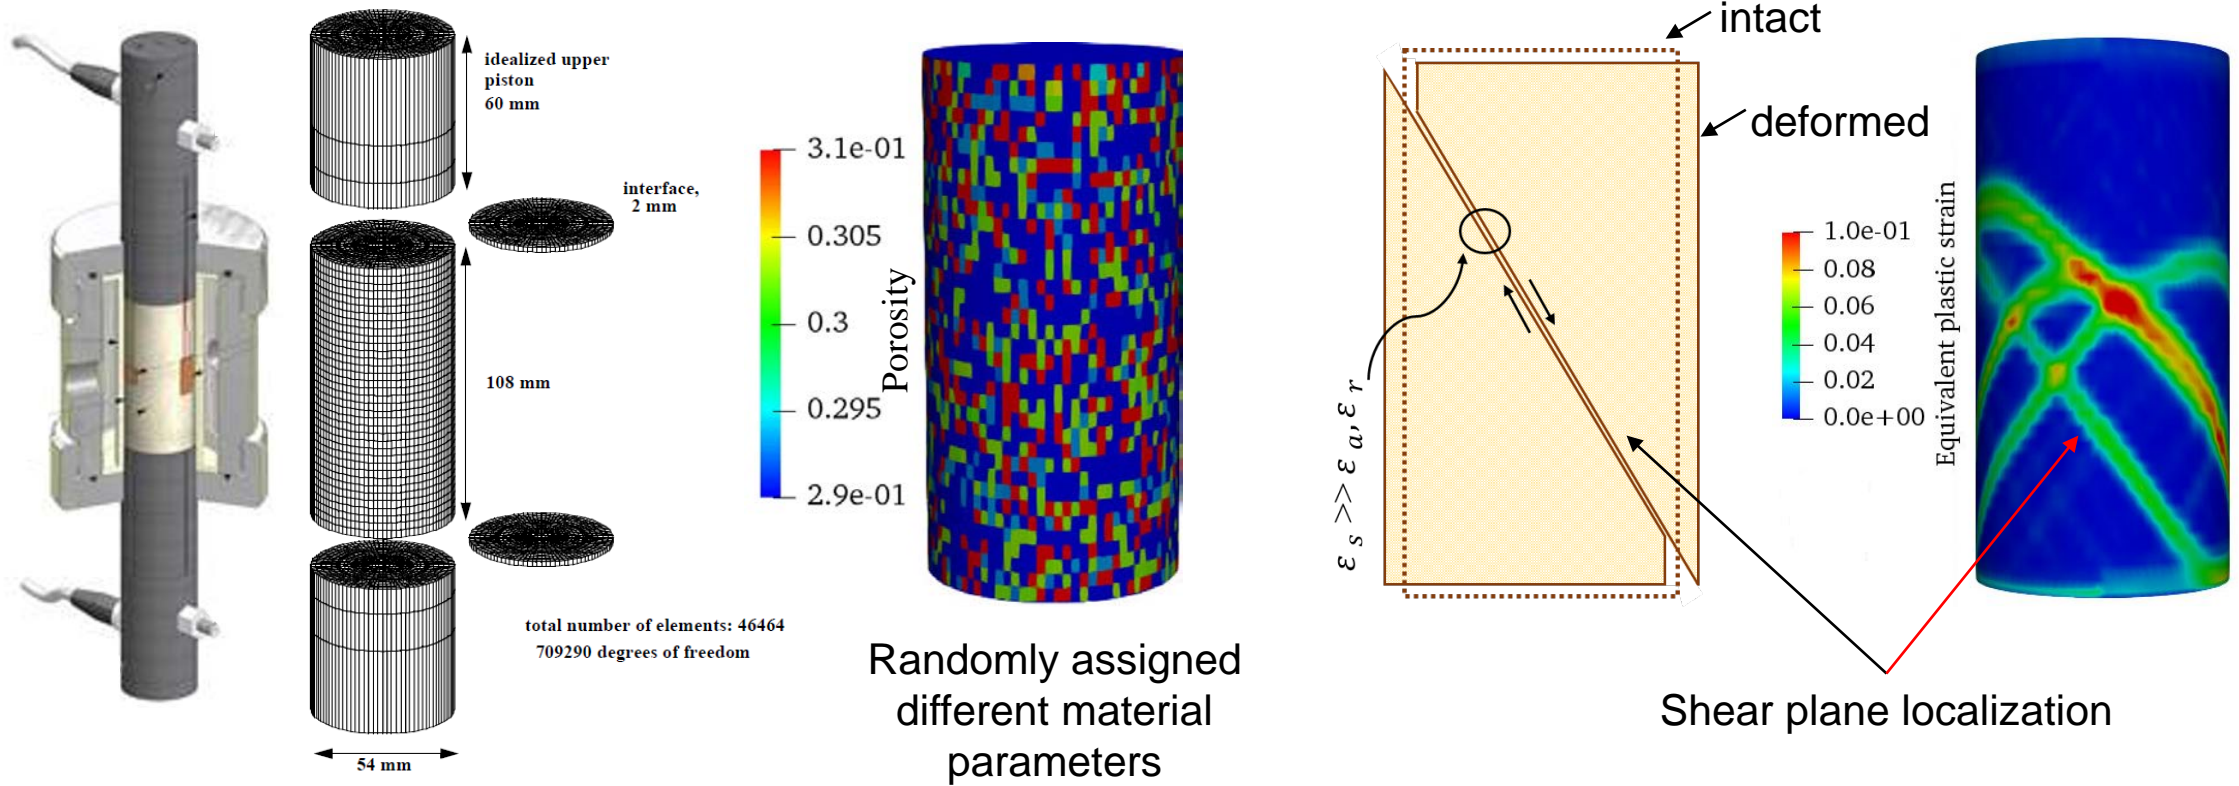 idealized upper
piston
60 mm
interface,
2 mm
108 mm
total number of elements: 46464
709290 degrees of freedom
54 mm
3.1e-01
0.305
0.3
0.295
2.9e-01
Porosity
Randomly assigned
different material
parameters
intact
deformed
ε s >> ε a, ε r
1.0e-01
0.08
0.06
0.04
0.02
0.0e+00
Equivalent plastic strain
Shear plane localization